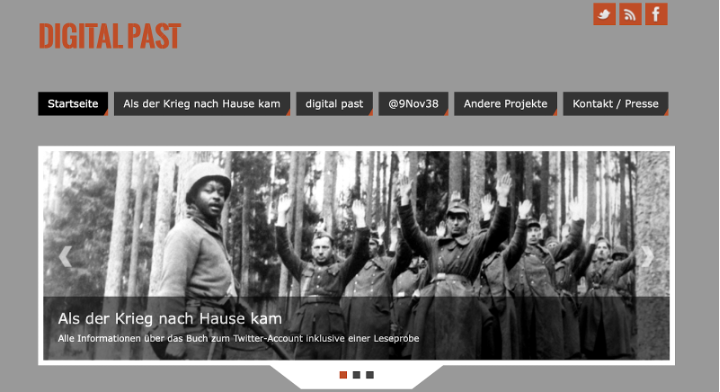 DIGITAL PAST
Startseite
Als der Krieg nach Hause kam
digital past
@9Nov38
Andere Projekte
Kontakt / Presse
Als der Krieg nach Hause kam
Alle Informationen über das Buch zum Twitter-Account inklusive einer Leseprobe